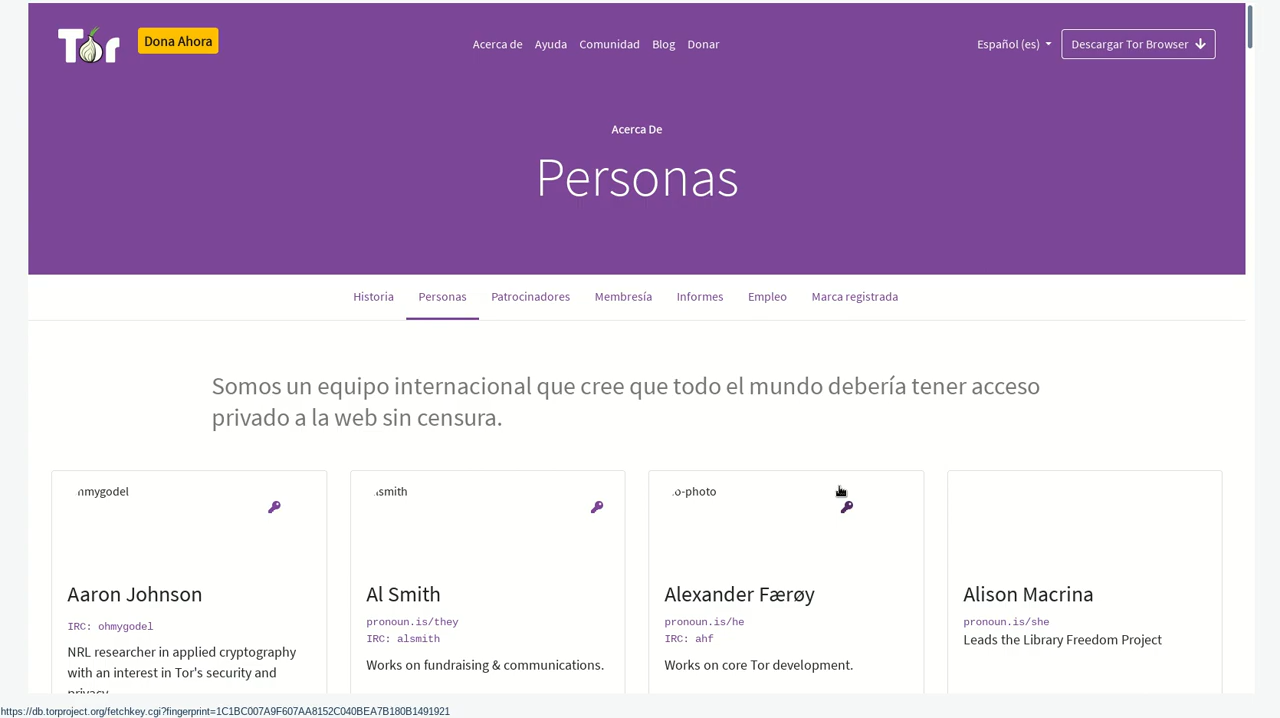 Tor
Dona Ahora
Acerca de
Ayuda
Comunidad
Blog
Donar
Español (es)
Descargar Tor Browser
Acerca De
Personas
Historia
Personas
Patrocinadores
Membresía
Informes
Empleo
Marca registrada
Somos un equipo internacional que cree que todo el mundo debería tener acceso
privado a la web sin censura.
Aaron Johnson
IRC: ohmygodel
NRL researcher in applied cryptography
with an interest in Tor's security and
Al Smith
pronoun.is/they
IRC: alsmith
Works on fundraising & communications.
Alexander Færøy
pronoun.is/he
IRC: ahf
Works on core Tor development.
Alison Macrina
pronoun.is/she
Leads the Library Freedom Project
https://db.torproject.org/fetchkey.cgi?fingerprint=1C1BC007A9F607AA8152C040BEA7B180B1491921